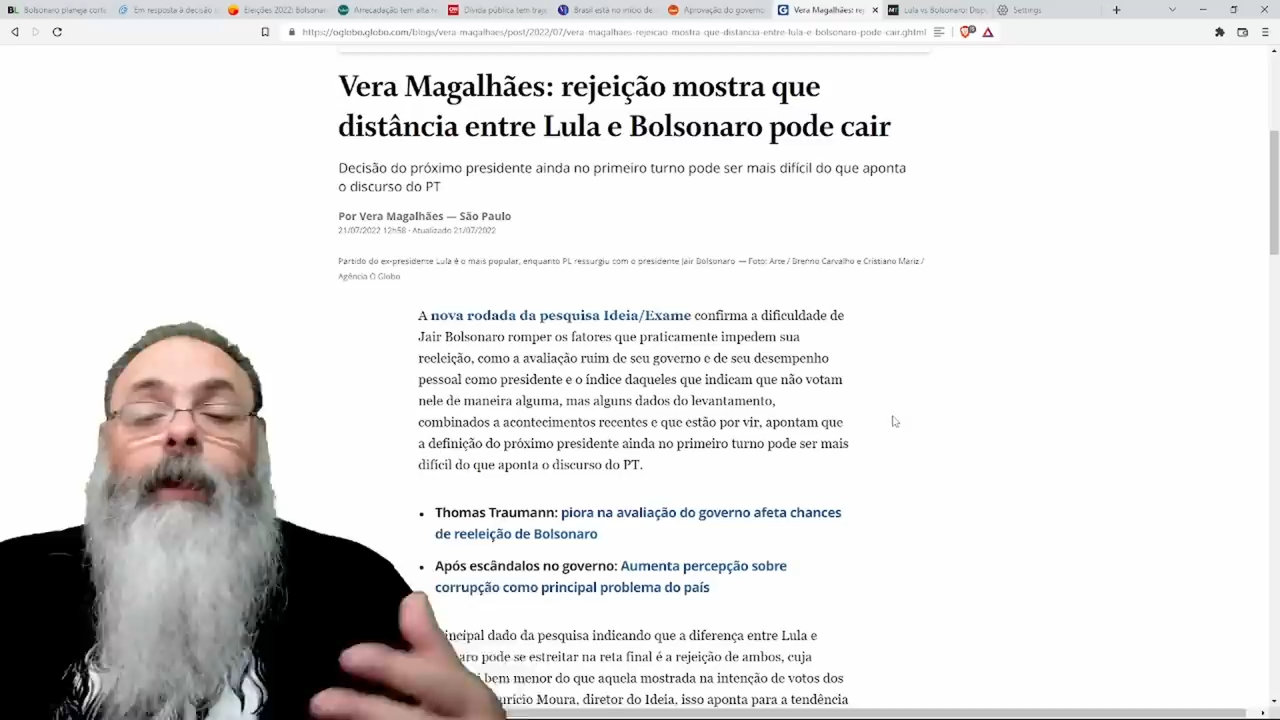 Bolsonaro planeja corta
Em resposta à decisão
Eleições 2022: Bolsonar
Arrecadação tem alta r
Dívida pública tem traj
Brasil está no início de
Aprovação do governo
Vera Magalhães: rej
Lula vs Bolsonaro: Disp
Settings
https://oglobo.globo.com/blogs/vera-magalhaes/post/2022/07/vera-magalhaes-rejeicao-mostra-que-distancia-entre-lula-e-bolsonaro-pode-cair.ghtml
Vera Magalhães: rejeição mostra que
distância entre Lula e Bolsonaro pode cair
Decisão do próximo presidente ainda no primeiro turno pode ser mais difícil do que aponta
o discurso do PT
Por Vera Magalhães — São Paulo
21/07/2022 12h58 · Atualizado 21/07/2022
Partido do ex-presidente Lula é o mais popular, enquanto PL ressurgiu com o presidente Jair Bolsonaro — Foto: Arte / Brenno Carvalho e Cristiano Mariz /
Agência O Globo
A nova rodada da pesquisa Ideia/Exame confirma a dificuldade de
Jair Bolsonaro romper os fatores que praticamente impedem sua
reeleição, como a avaliação ruim de seu governo e de seu desempenho
pessoal como presidente e o índice daqueles que indicam que não votam
nele de maneira alguma, mas alguns dados do levantamento,
combinados a acontecimentos recentes e que estão por vir, apontam que
a definição do próximo presidente ainda no primeiro turno pode ser mais
difícil do que aponta o discurso do PT.
• Thomas Traumann: piora na avaliação do governo afeta chances
de reeleição de Bolsonaro
• Após escândalos no governo: Aumenta percepção sobre
corrupção como principal problema do país
incipal dado da pesquisa indicando que a diferença entre Lula e
aro pode se estreitar na reta final é a rejeição de ambos, cuja
bem menor do que aquela mostrada na intenção de votos dos
urício Moura, diretor do Ideia, isso aponta para a tendência